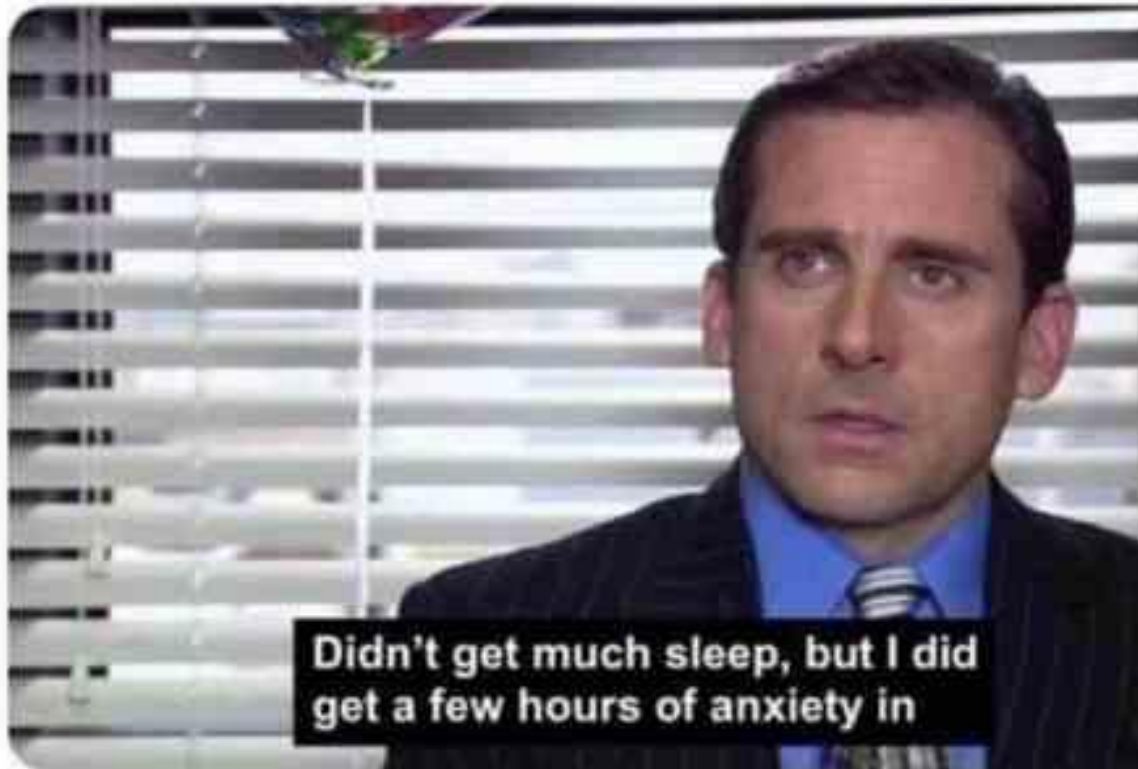 Didn't get much sleep, but I did
get a few hours of anxiety in